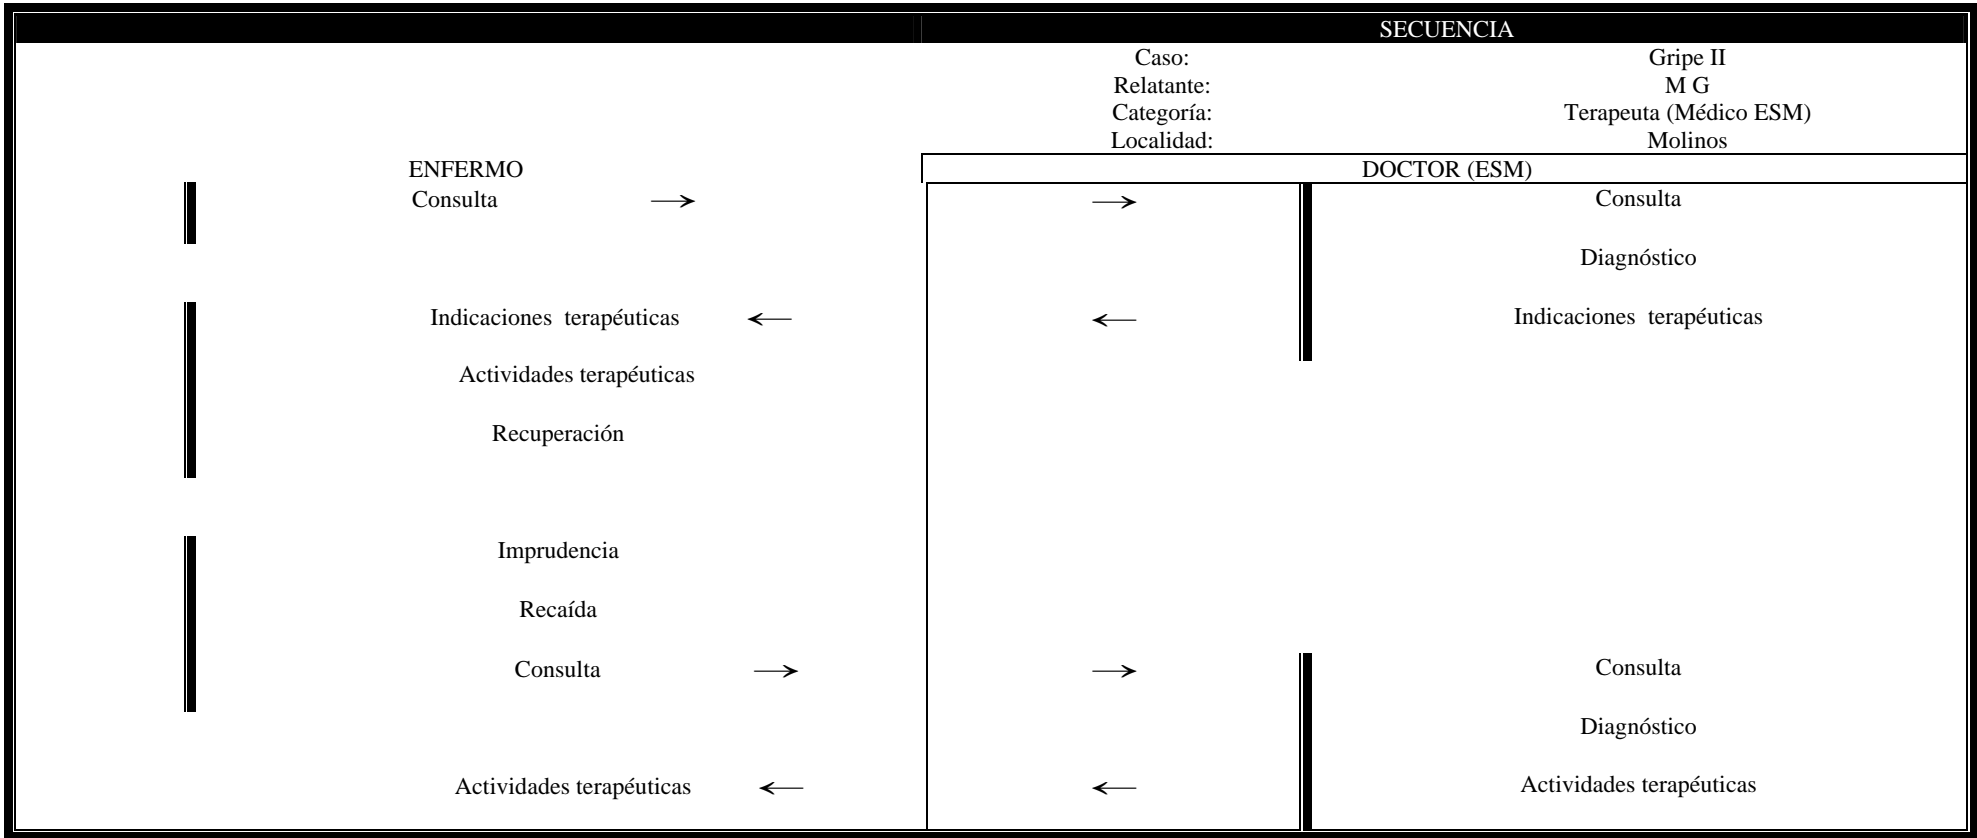 SECUENCIA
Caso: Gripe II
Relatante: M G
Categoría: Terapeuta (Médico ESM)
Localidad: Molinos
ENFERMO DOCTOR (ESM)
Consulta → → Consulta
Diagnóstico
Indicaciones terapéuticas ← ← Indicaciones terapéuticas
Actividades terapéuticas
Recuperación
Imprudencia
Recaída
Consulta → → Consulta
Diagnóstico
Actividades terapéuticas ← ← Actividades terapéuticas